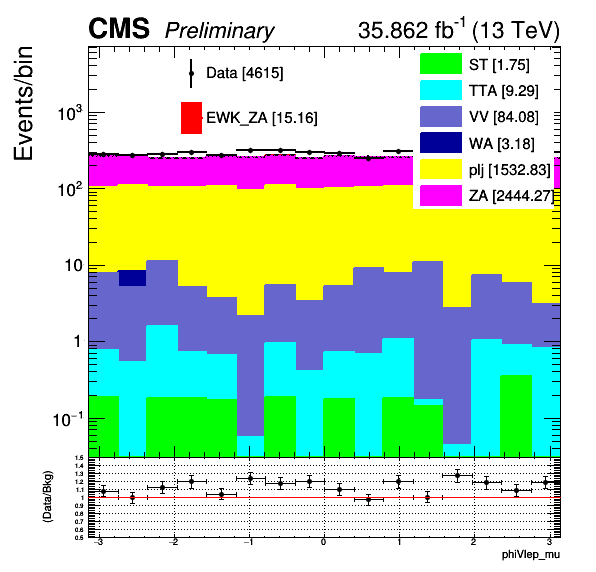 CMS Preliminary 35.862 fb⁻¹ (13 TeV)
Events/bin
Data [4615]
EWK_ZA [15.16]
ST [1.75]
TTA [9.29]
VV [84.08]
WA [3.18]
plj [1532.83]
ZA [2444.27]
10³
10²
10
1
10⁻¹
(Data/Bkg)
1.5
1.4
1.3
1.2
1.1
1
0.9
0.8
0.7
0.6
0.5
−3 −2 −1 0 1 2 3
phiVlep_mu